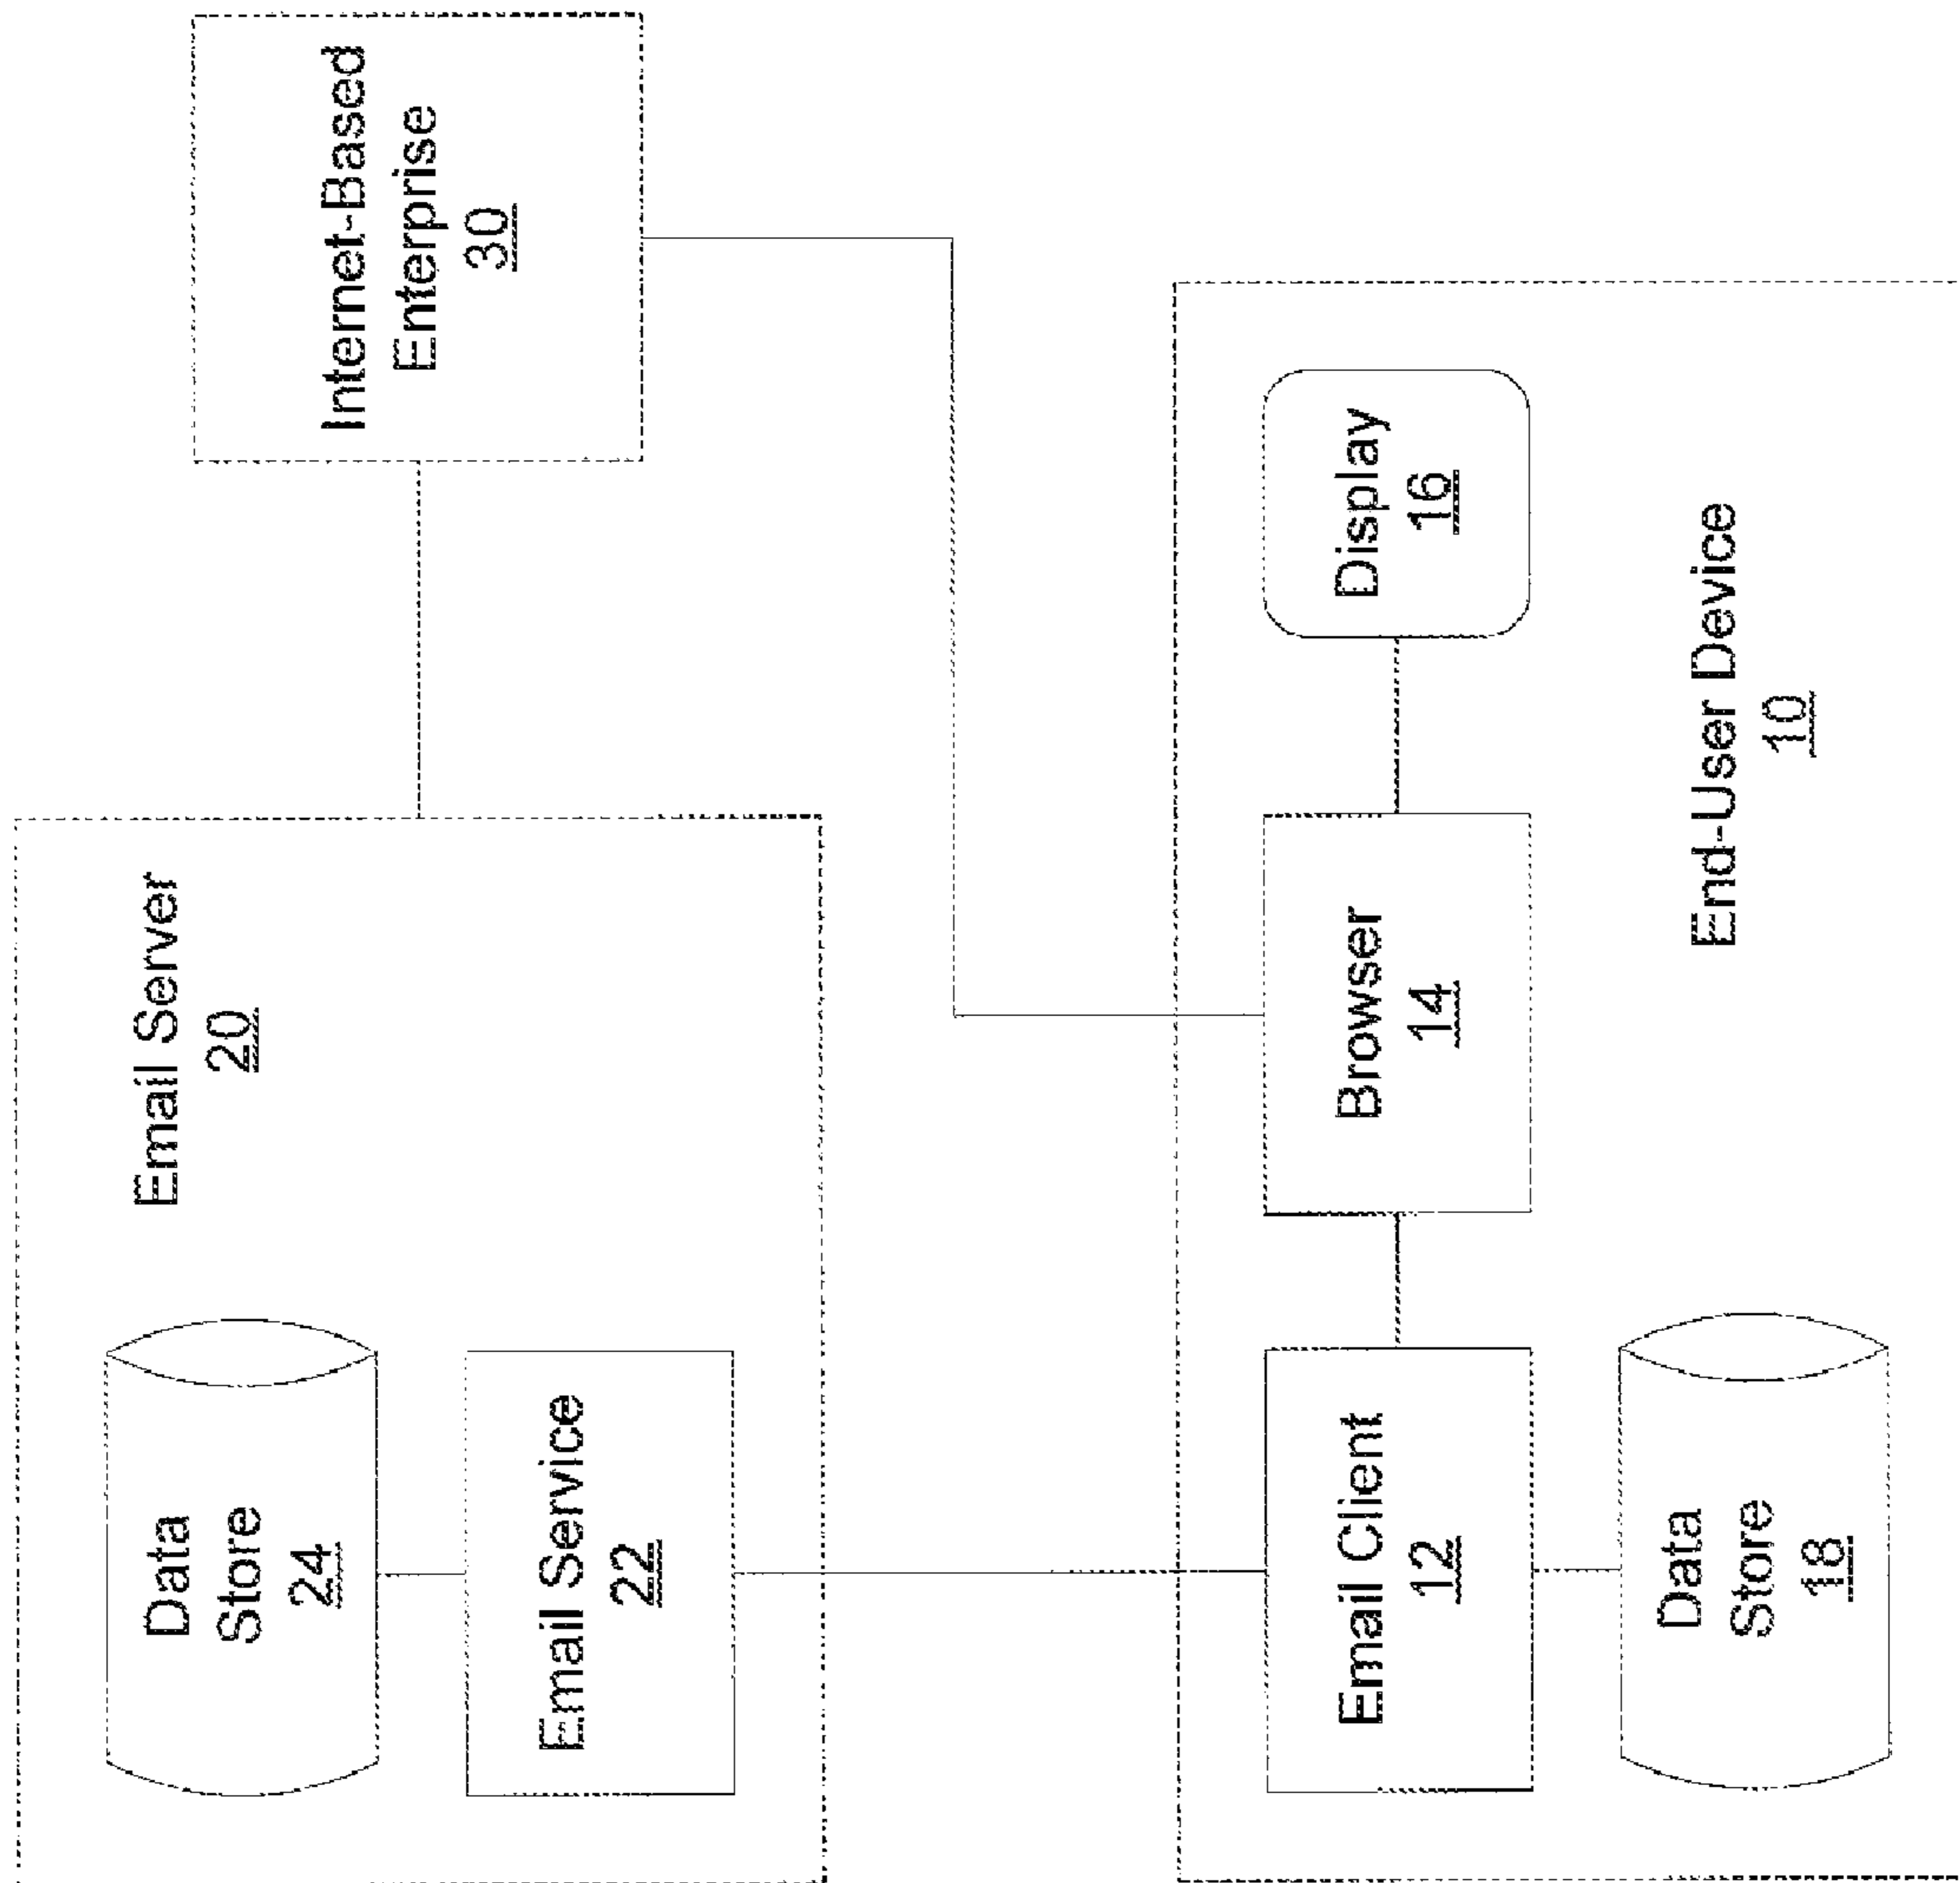 Email Server
20
Data
Store
24
Email Service
22
Internet-Based
Enterprise
30
Email Client
12
Browser
14
Display
16
Data
Store
18
End-User Device
10